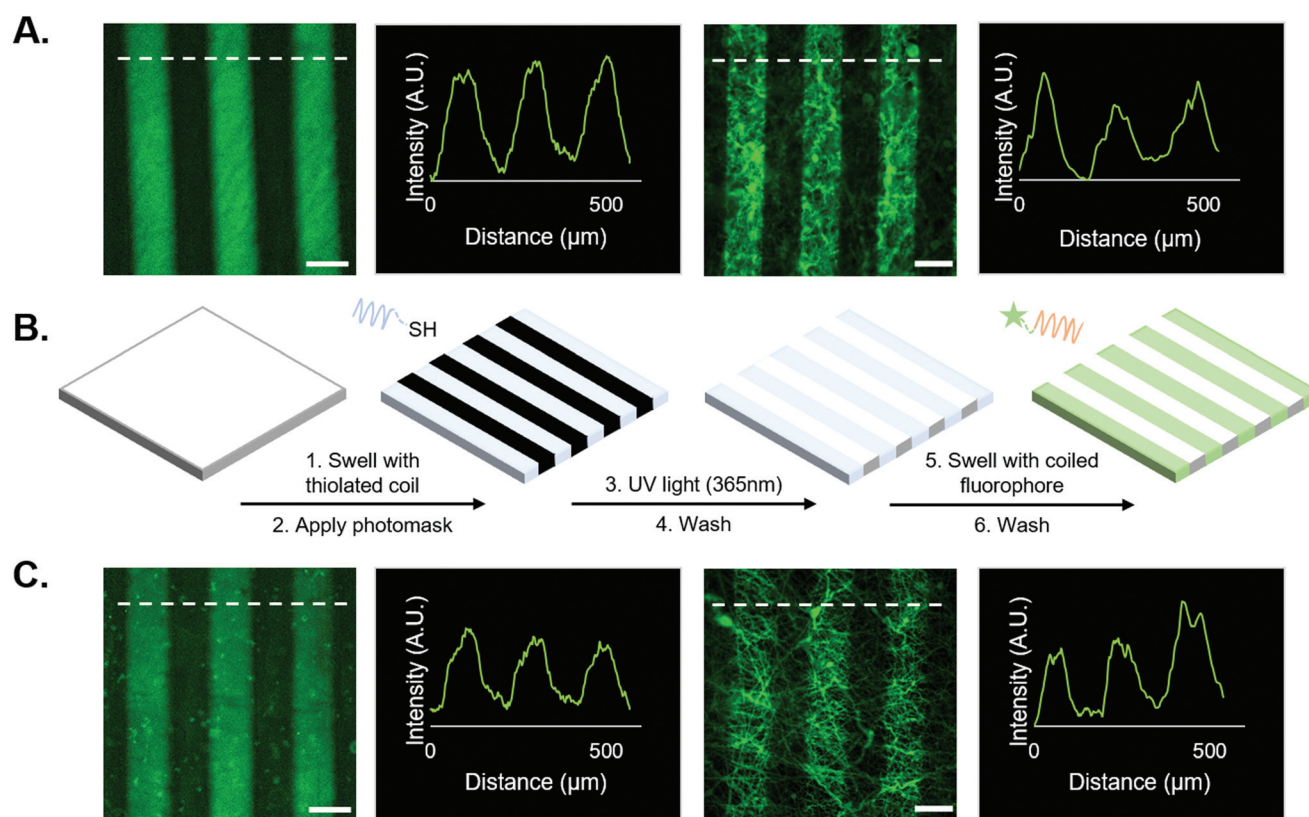 A.
Intensity (A.U.)
0
500
Distance (µm)
Intensity (A.U.)
0
500
Distance (µm)
B.
SH
1. Swell with
thiolated coil
2. Apply photomask
3. UV light (365nm)
4. Wash
5. Swell with coiled
fluorophore
6. Wash
C.
Intensity (A.U.)
0
500
Distance (µm)
Intensity (A.U.)
0
500
Distance (µm)